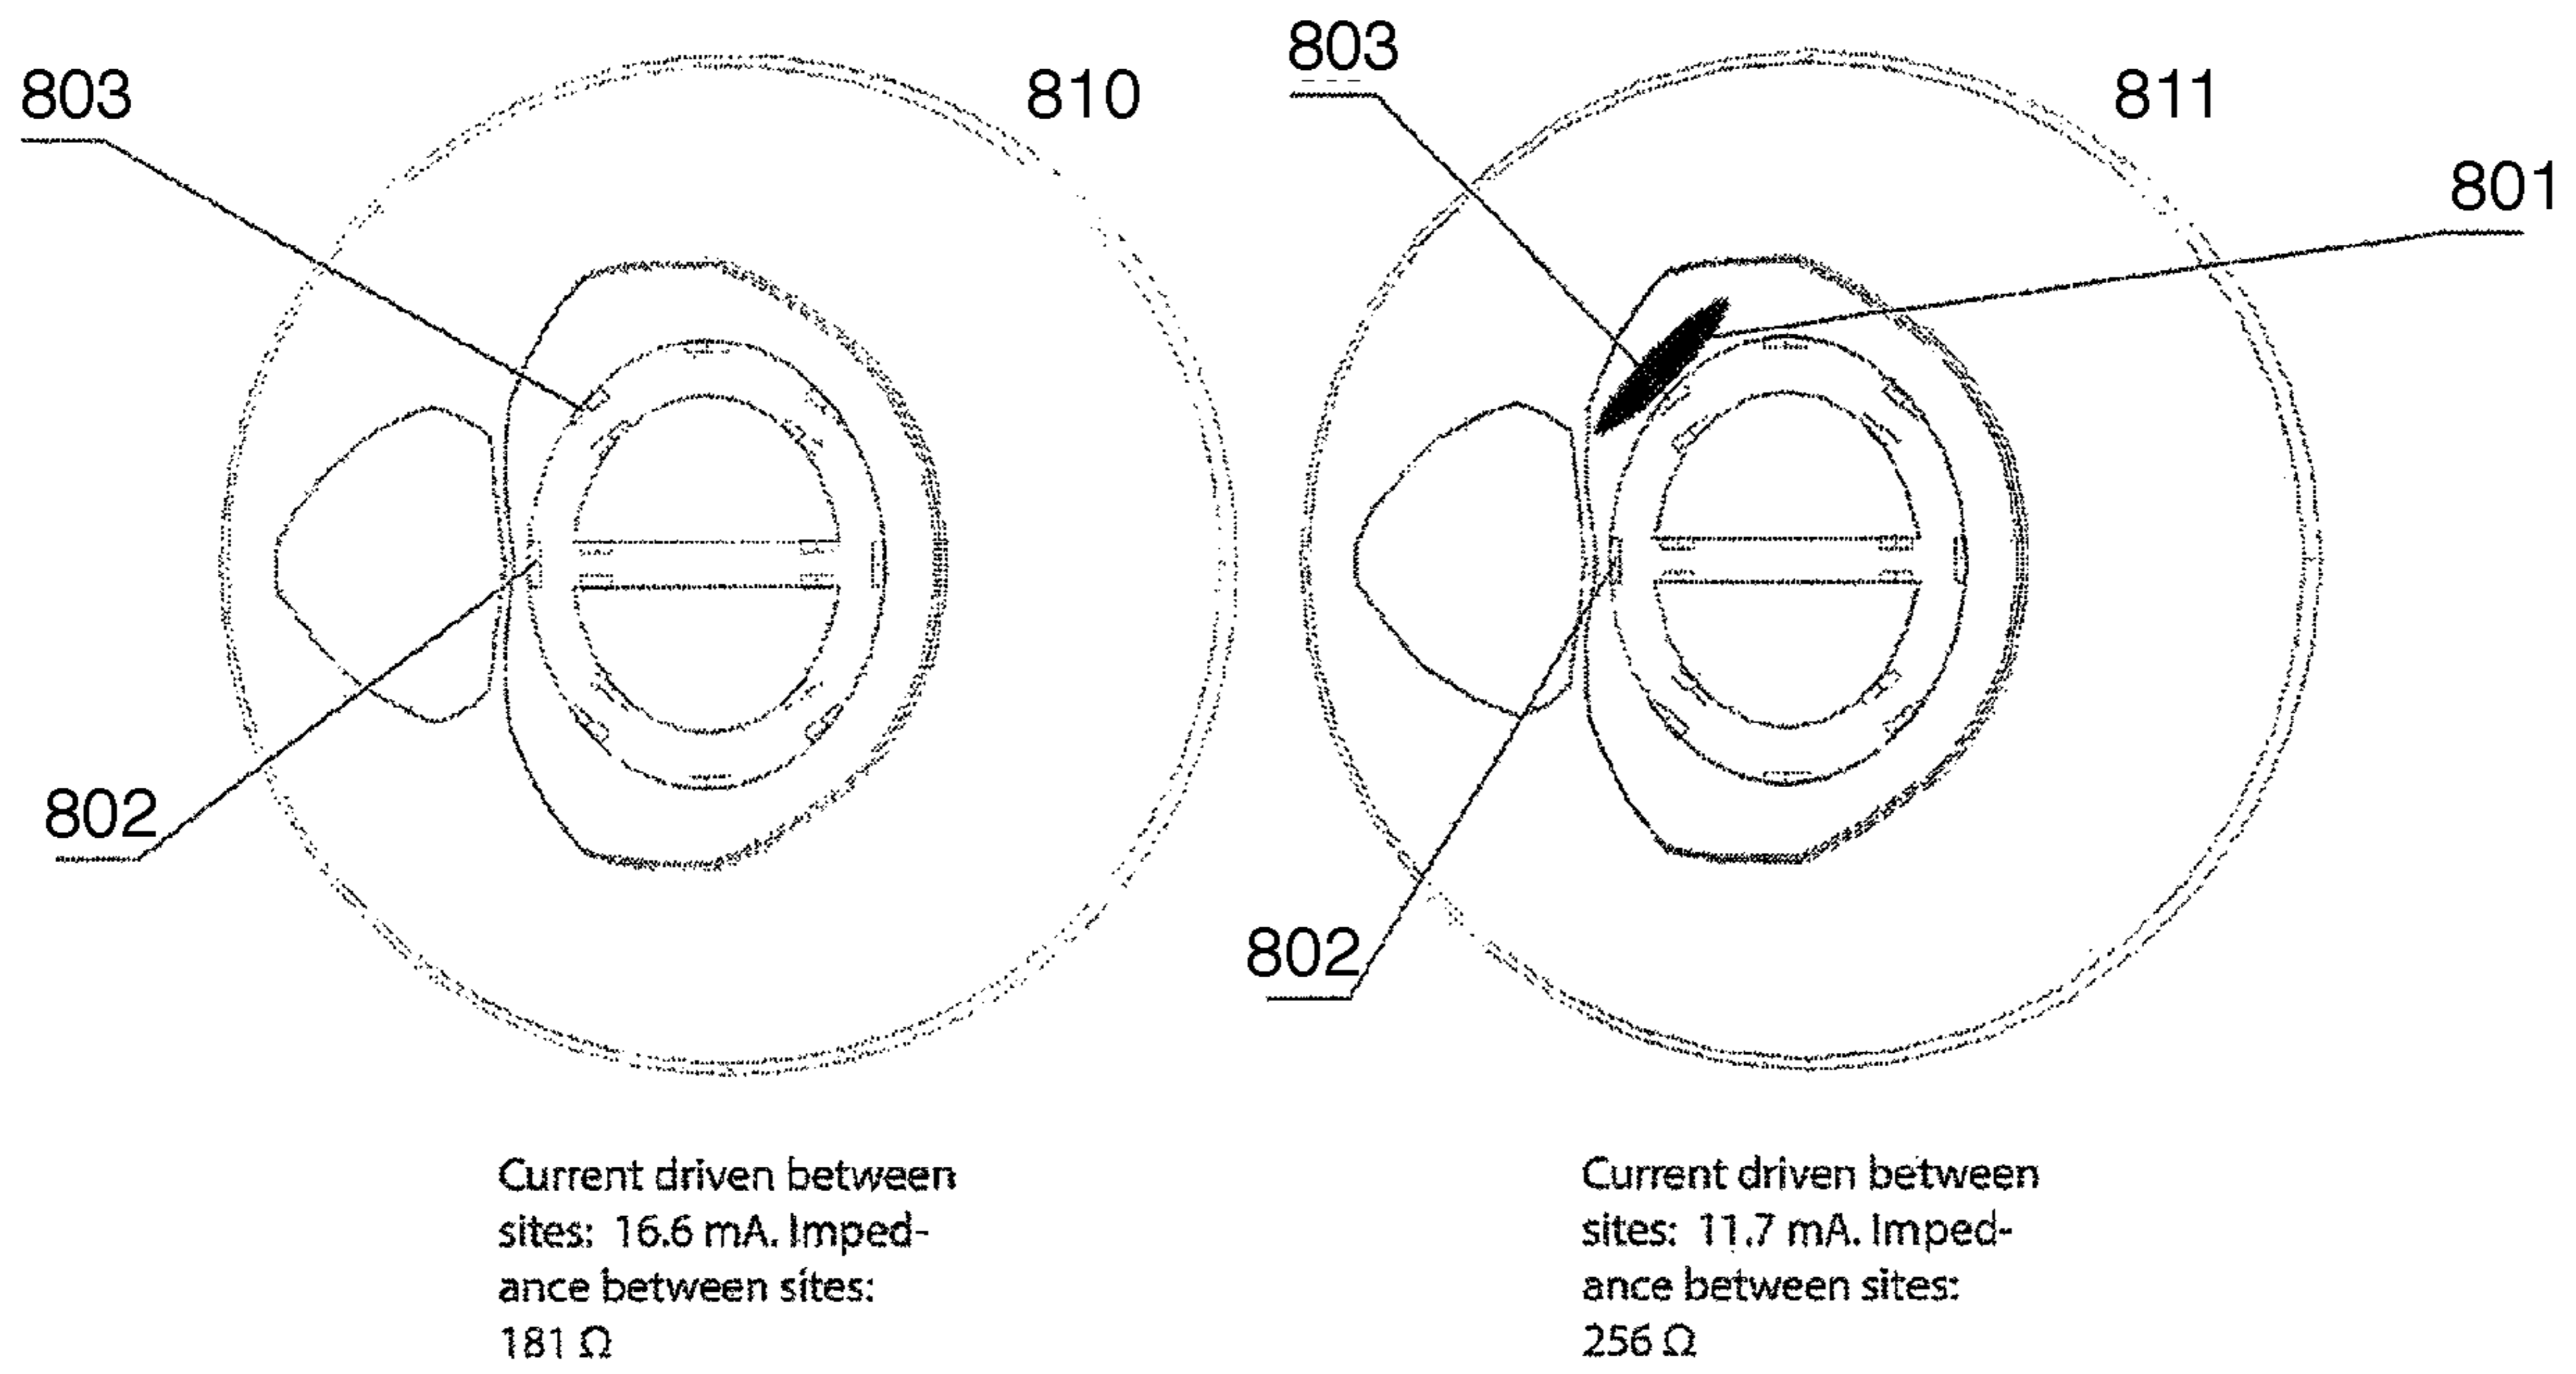 803
810
802
Current driven between
sites: 16.6 mA. Imped-
ance between sites:
181 Ω
803
811
801
802
Current driven between
sites: 11.7 mA. Imped-
ance between sites:
256 Ω